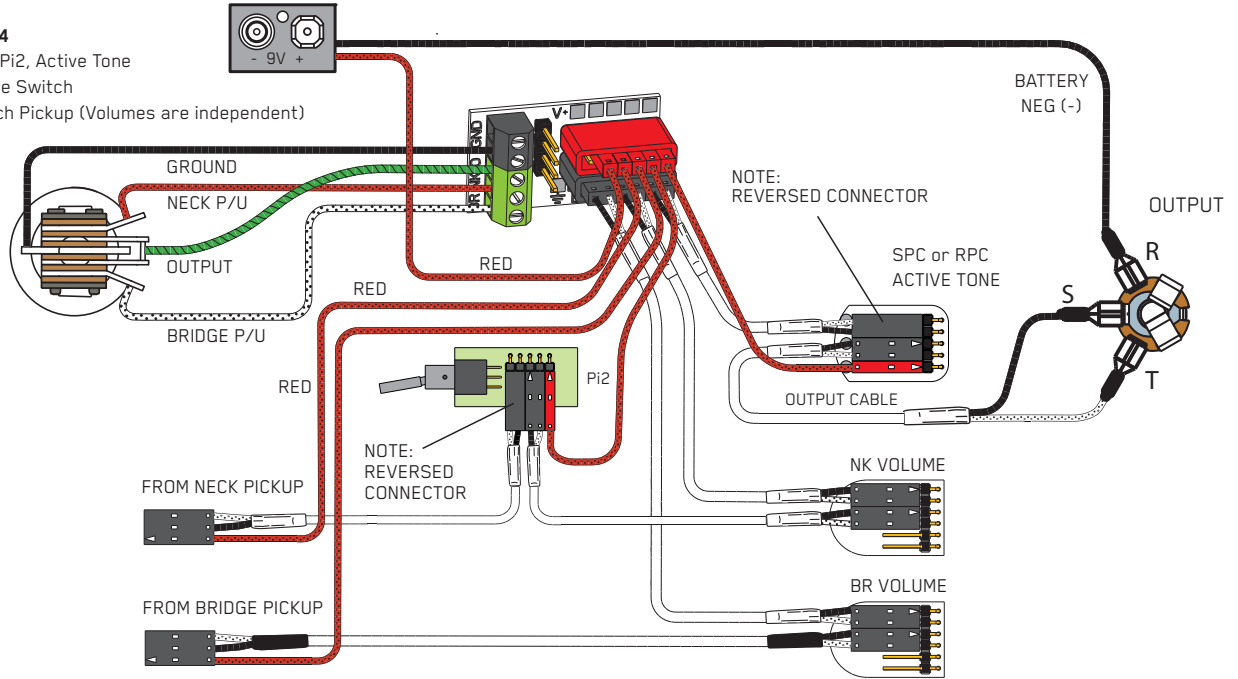 4
Pi2, Active Tone
e Switch
ch Pickup (Volumes are independent)
- 9V +
BATTERY
NEG (-)
V+
GND
GROUND
NECK P/U
OUTPUT
BRIDGE P/U
RED
RED
RED
NOTE:
REVERSED CONNECTOR
SPC or RPC
ACTIVE TONE
OUTPUT
R
S
T
Pi2
OUTPUT CABLE
NOTE:
REVERSED
CONNECTOR
FROM NECK PICKUP
NK VOLUME
FROM BRIDGE PICKUP
BR VOLUME